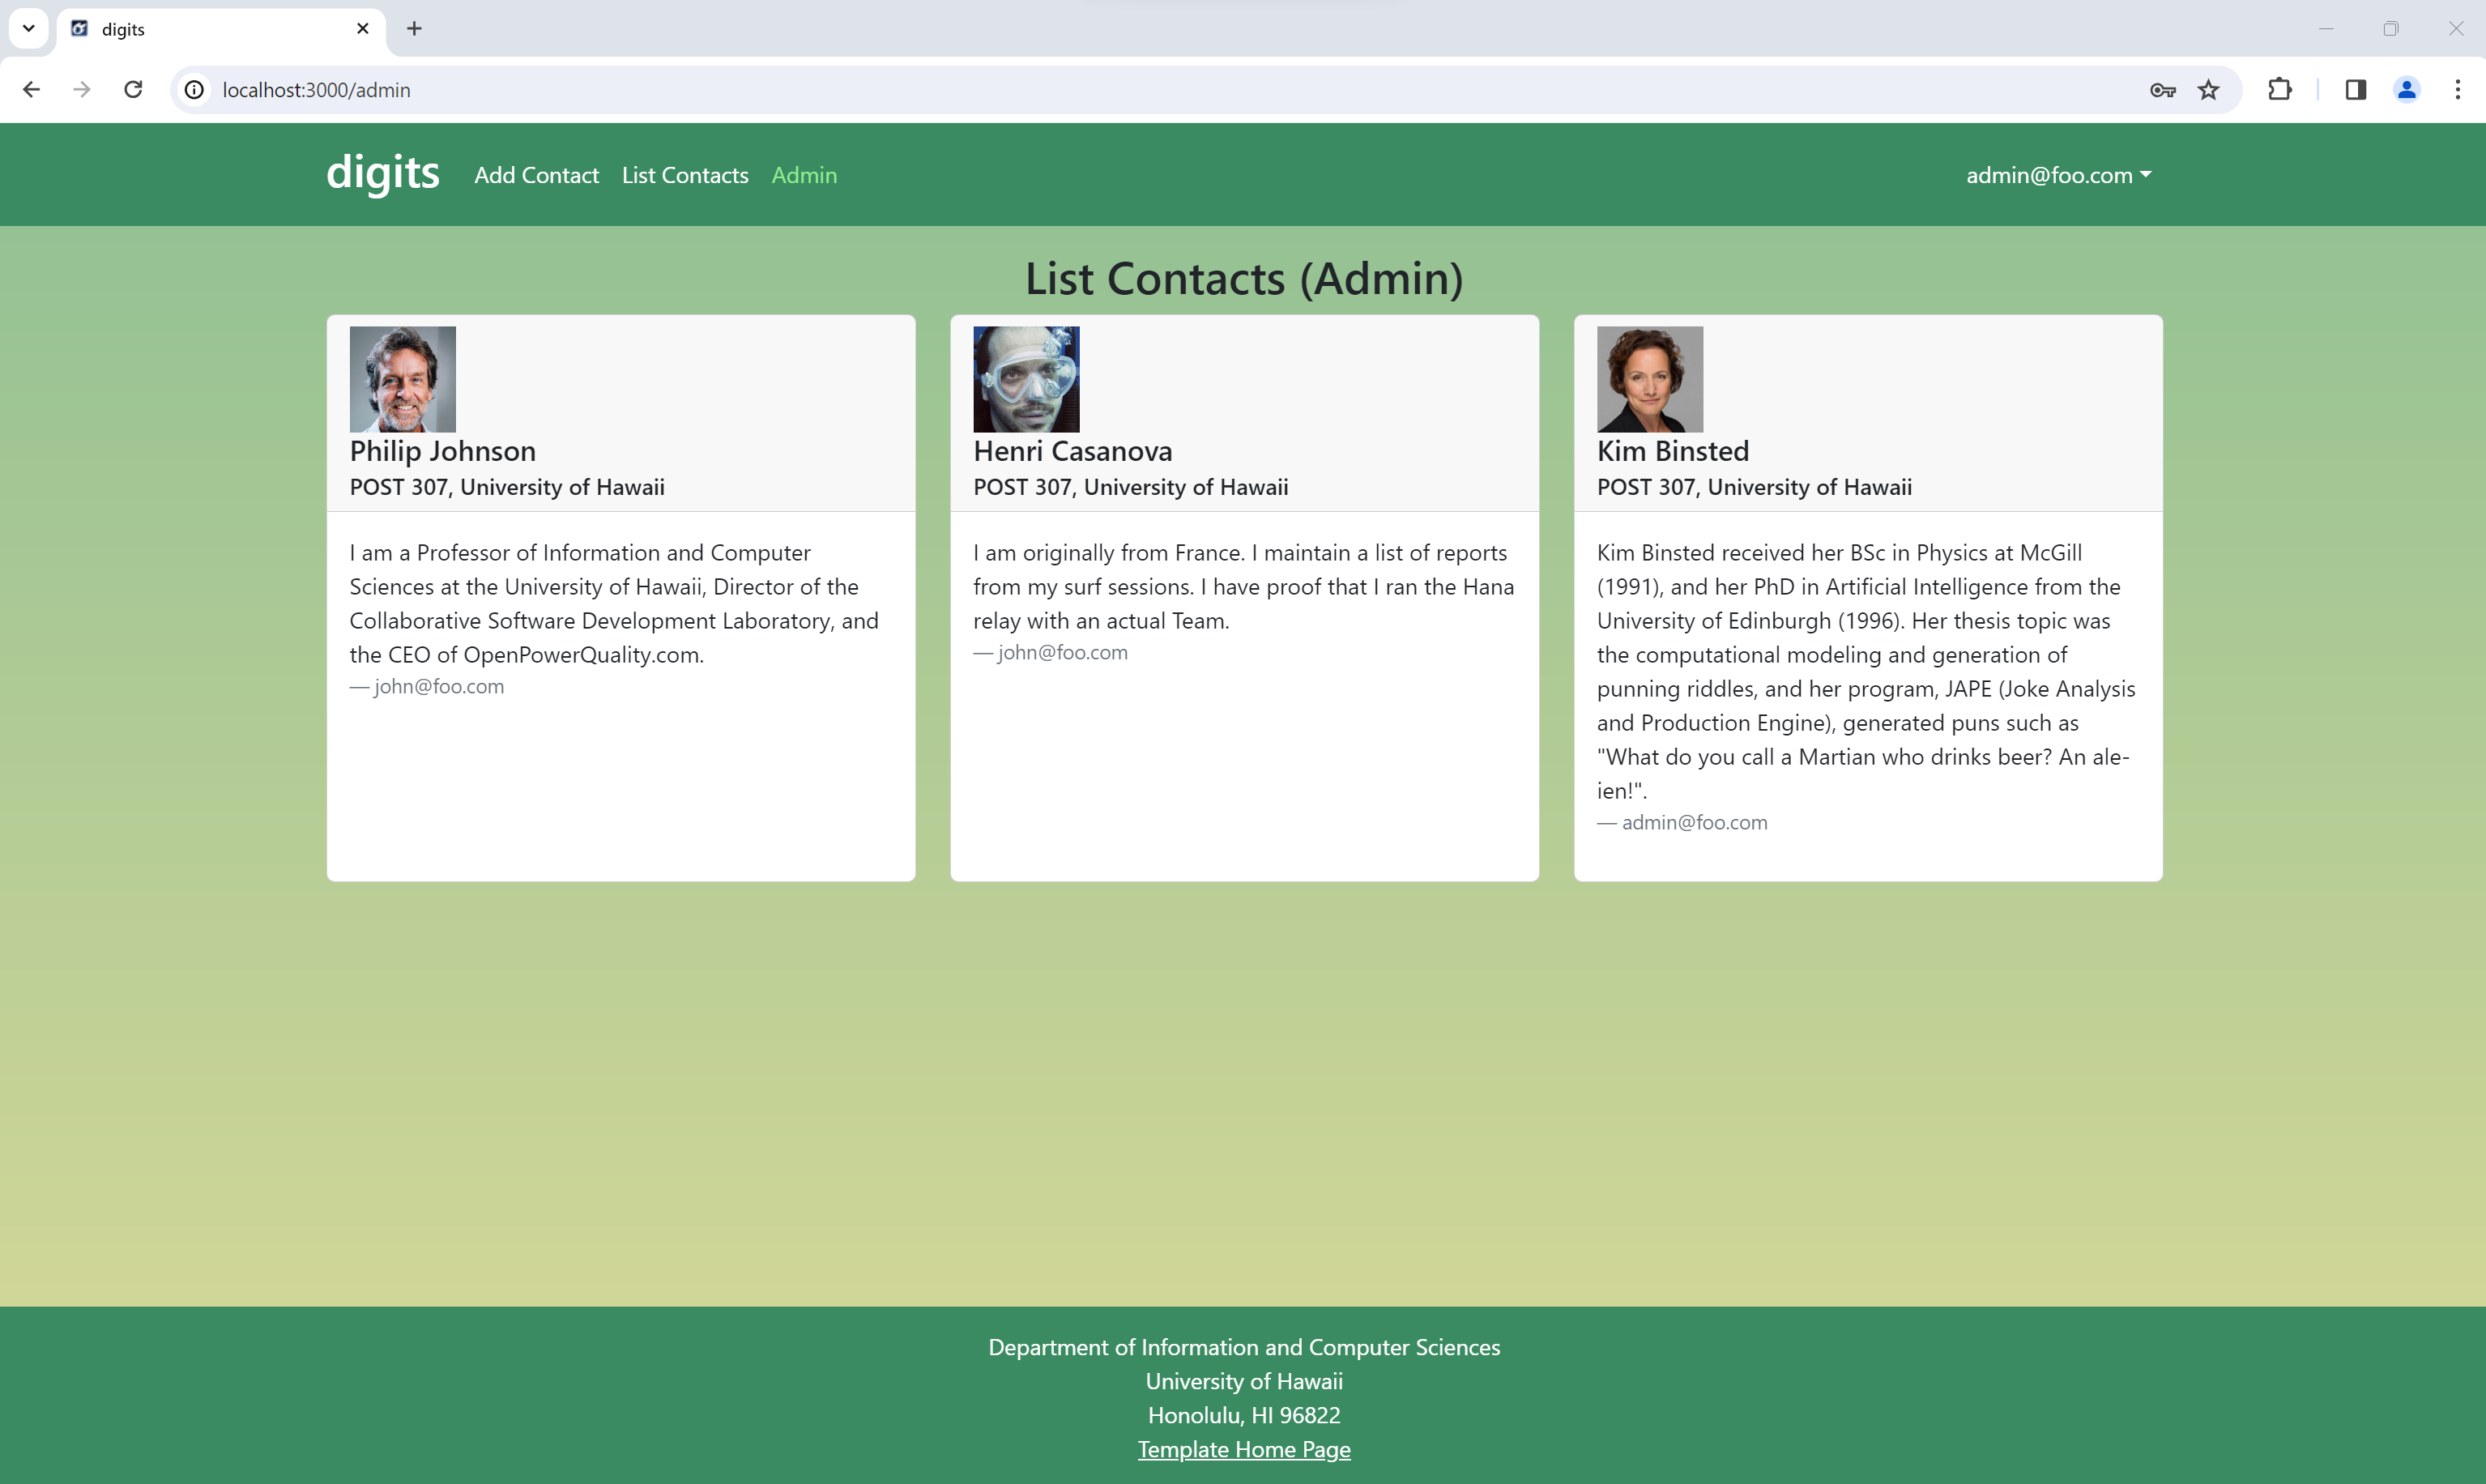 digits
localhost:3000/admin
digits
Add Contact
List Contacts
Admin
admin@foo.com
List Contacts (Admin)
Philip Johnson
POST 307, University of Hawaii
I am a Professor of Information and Computer
Sciences at the University of Hawaii, Director of the
Collaborative Software Development Laboratory, and
the CEO of OpenPowerQuality.com.
— john@foo.com
Henri Casanova
POST 307, University of Hawaii
I am originally from France. I maintain a list of reports
from my surf sessions. I have proof that I ran the Hana
relay with an actual Team.
— john@foo.com
Kim Binsted
POST 307, University of Hawaii
Kim Binsted received her BSc in Physics at McGill
(1991), and her PhD in Artificial Intelligence from the
University of Edinburgh (1996). Her thesis topic was
the computational modeling and generation of
punning riddles, and her program, JAPE (Joke Analysis
and Production Engine), generated puns such as
"What do you call a Martian who drinks beer? An ale-
ien!".
— admin@foo.com
Department of Information and Computer Sciences
University of Hawaii
Honolulu, HI 96822
Template Home Page